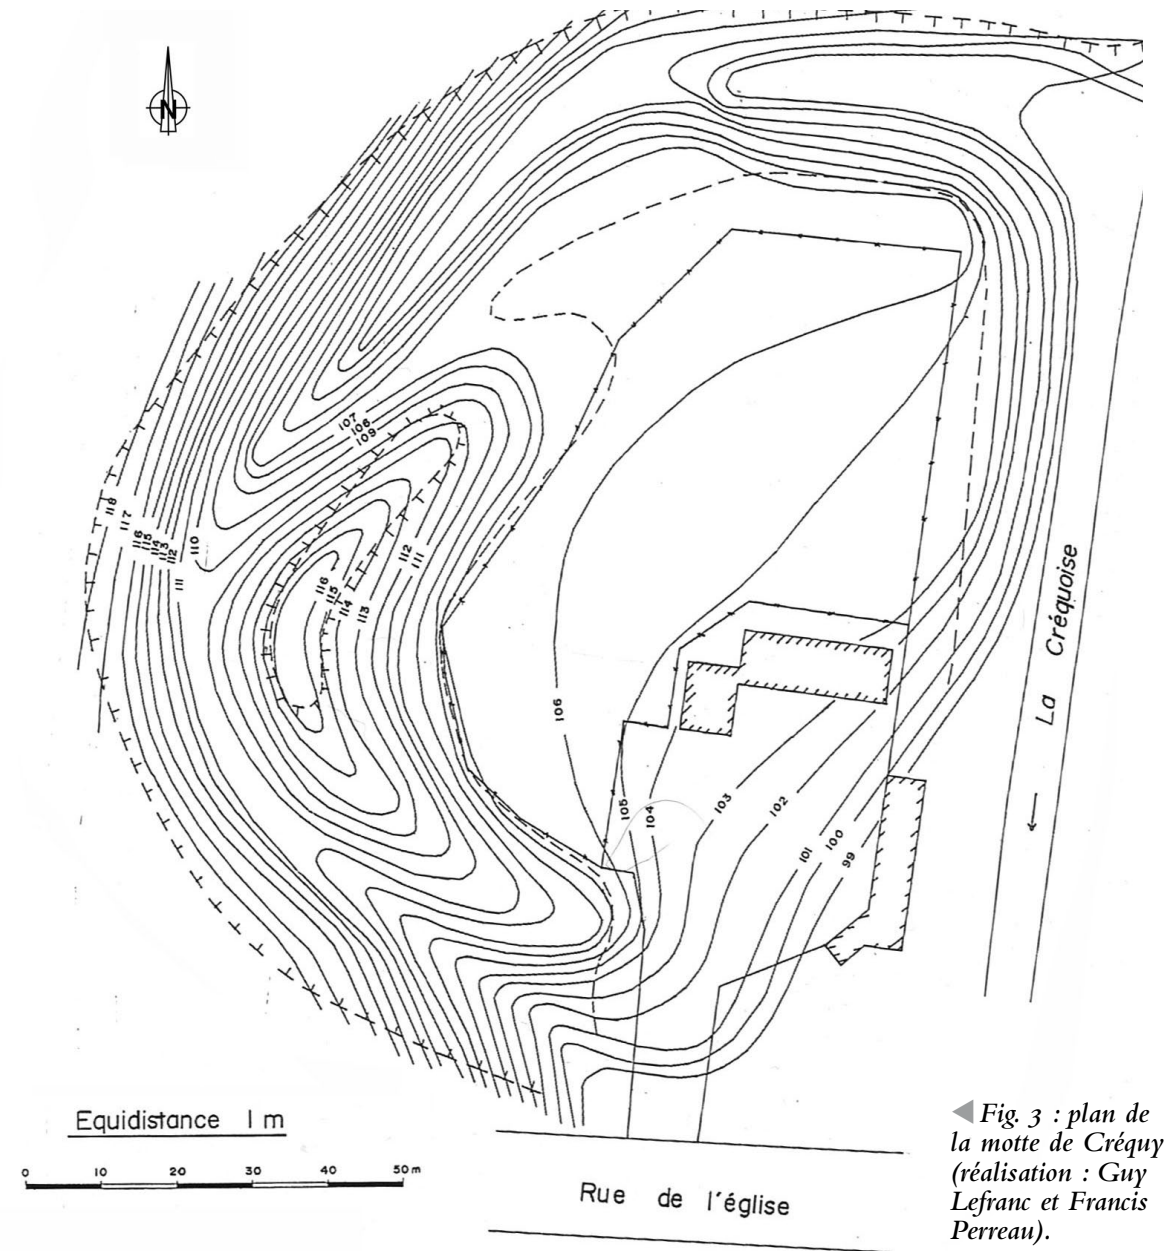 N
107
108
109
118
117
116
115
114
113
112
111
110
112
111
116
115
114
113
106
105
104
103
102
101
100
99
La Créquoise
Equidistance 1 m
0 10 20 30 40 50 m
Rue de l'église
Fig. 3 : plan de
la motte de Créquy
(réalisation : Guy
Lefranc et Francis
Perreau).